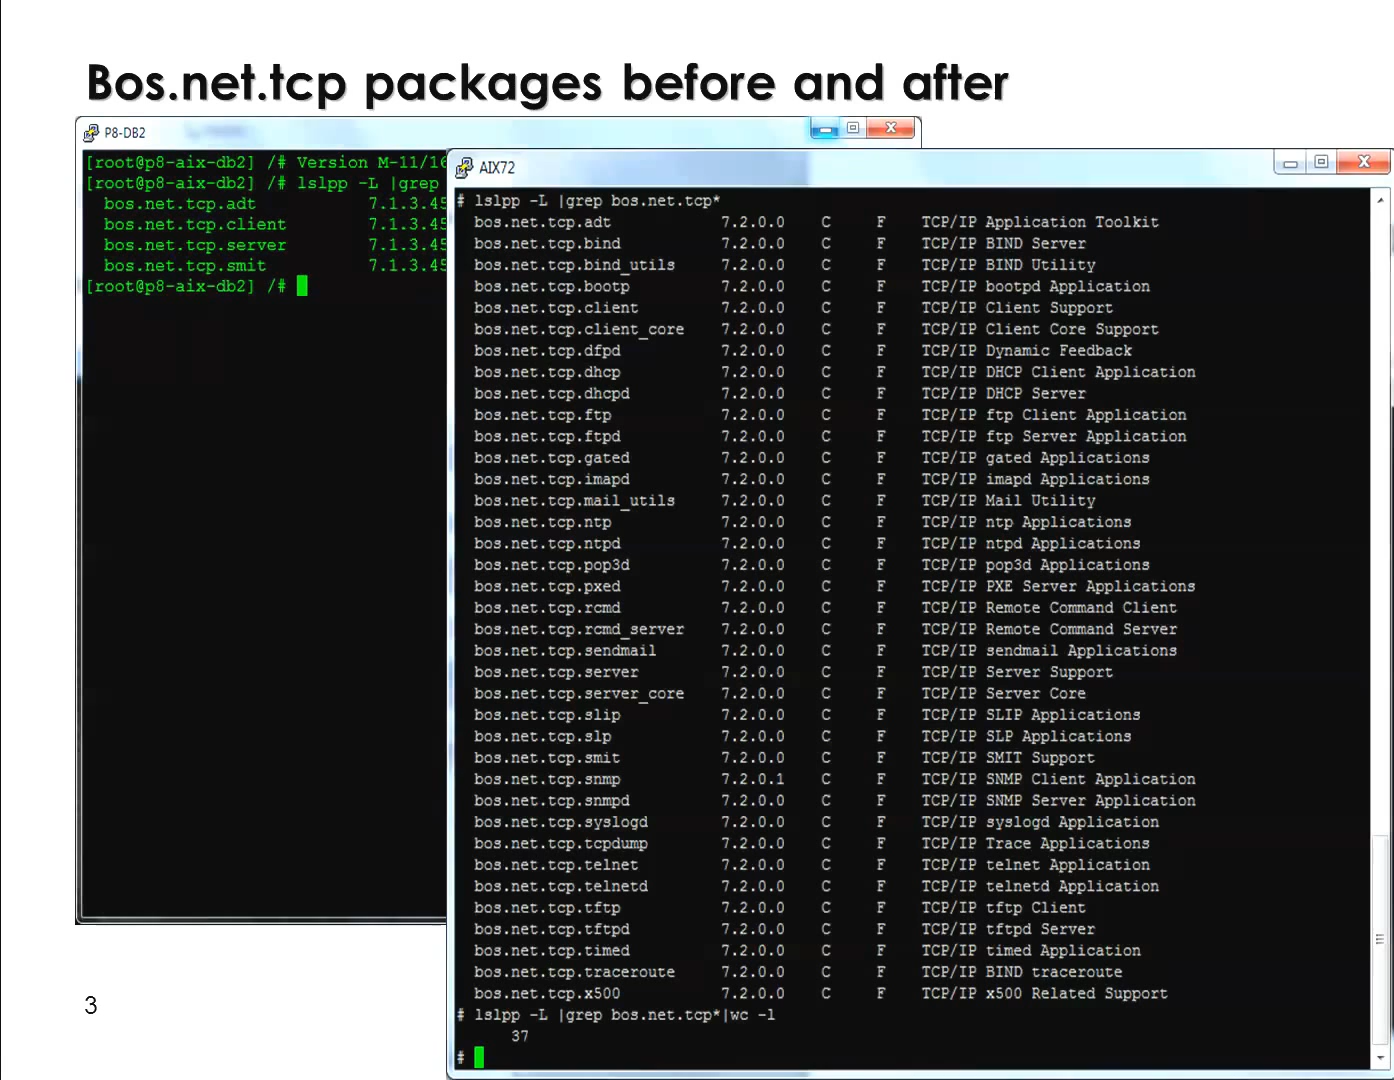 Bos.net.tcp packages before and after
P8-DB2
[root@p8-aix-db2] /# Version M-11/16
[root@p8-aix-db2] /# lslpp -L |grep
bos.net.tcp.adt 7.1.3.45
bos.net.tcp.client 7.1.3.45
bos.net.tcp.server 7.1.3.45
bos.net.tcp.smit 7.1.3.45
[root@p8-aix-db2] /#
AIX72
# lslpp -L |grep bos.net.tcp*
bos.net.tcp.adt 7.2.0.0 C F TCP/IP Application Toolkit
bos.net.tcp.bind 7.2.0.0 C F TCP/IP BIND Server
bos.net.tcp.bind_utils 7.2.0.0 C F TCP/IP BIND Utility
bos.net.tcp.bootp 7.2.0.0 C F TCP/IP bootpd Application
bos.net.tcp.client 7.2.0.0 C F TCP/IP Client Support
bos.net.tcp.client_core 7.2.0.0 C F TCP/IP Client Core Support
bos.net.tcp.dfpd 7.2.0.0 C F TCP/IP Dynamic Feedback
bos.net.tcp.dhcp 7.2.0.0 C F TCP/IP DHCP Client Application
bos.net.tcp.dhcpd 7.2.0.0 C F TCP/IP DHCP Server
bos.net.tcp.ftp 7.2.0.0 C F TCP/IP ftp Client Application
bos.net.tcp.ftpd 7.2.0.0 C F TCP/IP ftp Server Application
bos.net.tcp.gated 7.2.0.0 C F TCP/IP gated Applications
bos.net.tcp.imapd 7.2.0.0 C F TCP/IP imapd Applications
bos.net.tcp.mail_utils 7.2.0.0 C F TCP/IP Mail Utility
bos.net.tcp.ntp 7.2.0.0 C F TCP/IP ntp Applications
bos.net.tcp.ntpd 7.2.0.0 C F TCP/IP ntpd Applications
bos.net.tcp.pop3d 7.2.0.0 C F TCP/IP pop3d Applications
bos.net.tcp.pxed 7.2.0.0 C F TCP/IP PXE Server Applications
bos.net.tcp.rcmd 7.2.0.0 C F TCP/IP Remote Command Client
bos.net.tcp.rcmd_server 7.2.0.0 C F TCP/IP Remote Command Server
bos.net.tcp.sendmail 7.2.0.0 C F TCP/IP sendmail Applications
bos.net.tcp.server 7.2.0.0 C F TCP/IP Server Support
bos.net.tcp.server_core 7.2.0.0 C F TCP/IP Server Core
bos.net.tcp.slip 7.2.0.0 C F TCP/IP SLIP Applications
bos.net.tcp.slp 7.2.0.0 C F TCP/IP SLP Applications
bos.net.tcp.smit 7.2.0.0 C F TCP/IP SMIT Support
bos.net.tcp.snmp 7.2.0.1 C F TCP/IP SNMP Client Application
bos.net.tcp.snmpd 7.2.0.0 C F TCP/IP SNMP Server Application
bos.net.tcp.syslogd 7.2.0.0 C F TCP/IP syslogd Application
bos.net.tcp.tcpdump 7.2.0.0 C F TCP/IP Trace Applications
bos.net.tcp.telnet 7.2.0.0 C F TCP/IP telnet Application
bos.net.tcp.telnetd 7.2.0.0 C F TCP/IP telnetd Application
bos.net.tcp.tftp 7.2.0.0 C F TCP/IP tftp Client
bos.net.tcp.tftpd 7.2.0.0 C F TCP/IP tftpd Server
bos.net.tcp.timed 7.2.0.0 C F TCP/IP timed Application
bos.net.tcp.traceroute 7.2.0.0 C F TCP/IP BIND traceroute
bos.net.tcp.x500 7.2.0.0 C F TCP/IP x500 Related Support
# lslpp -L |grep bos.net.tcp*|wc -l
37
#
3